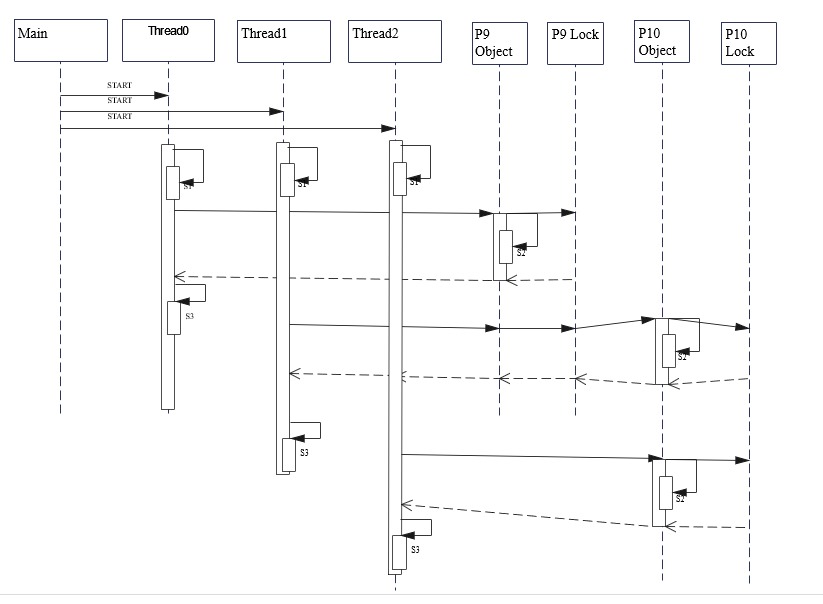 Main
Thread0
Thread1
Thread2
P9
Object
P9 Lock
P10
Object
P10
Lock
START
START
START
S1
S1
S1
S2
S3
S2
S3
S2
S3